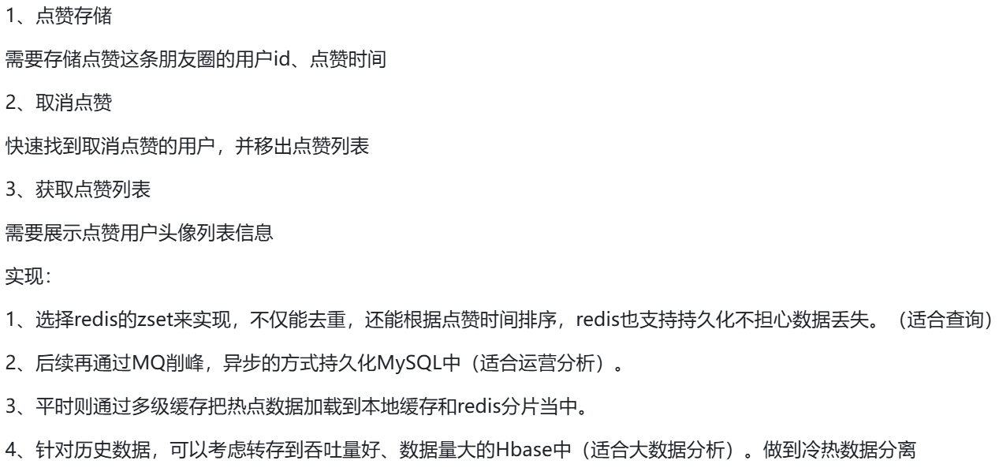 1、点赞存储
需要存储点赞这条朋友圈的用户id、点赞时间
2、取消点赞
快速找到取消点赞的用户，并移出点赞列表
3、获取点赞列表
需要展示点赞用户头像列表信息
实现：
1、选择redis的zset来实现，不仅能去重，还能根据点赞时间排序，redis也支持持久化不担心数据丢失。（适合查询）
2、后续再通过MQ削峰，异步的方式持久化MySQL中（适合运营分析）。
3、平时则通过多级缓存把热点数据加载到本地缓存和redis分片当中。
4、针对历史数据，可以考虑转存到吞吐量好、数据量大的Hbase中（适合大数据分析）。做到冷热数据分离